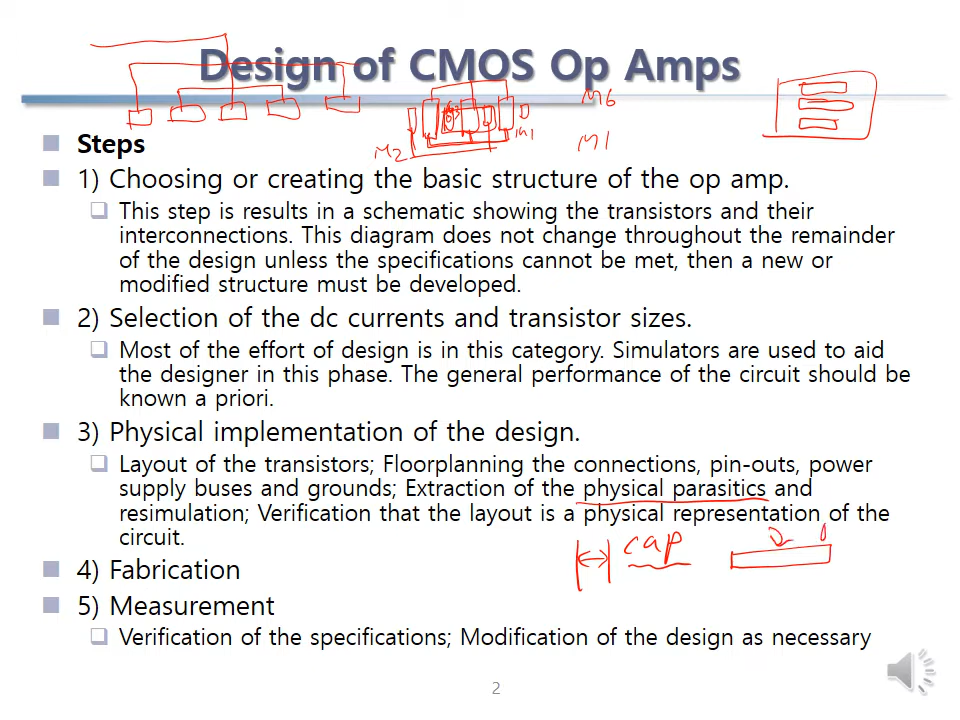 Design of CMOS Op Amps
M6
M2
M1
M1
Steps
1) Choosing or creating the basic structure of the op amp.
This step is results in a schematic showing the transistors and their
interconnections. This diagram does not change throughout the remainder
of the design unless the specifications cannot be met, then a new or
modified structure must be developed.
2) Selection of the dc currents and transistor sizes.
Most of the effort of design is in this category. Simulators are used to aid
the designer in this phase. The general performance of the circuit should be
known a priori.
3) Physical implementation of the design.
Layout of the transistors; Floorplanning the connections, pin-outs, power
supply buses and grounds; Extraction of the physical parasitics and
resimulation; Verification that the layout is a physical representation of the
circuit.
cap
4) Fabrication
5) Measurement
Verification of the specifications; Modification of the design as necessary
2